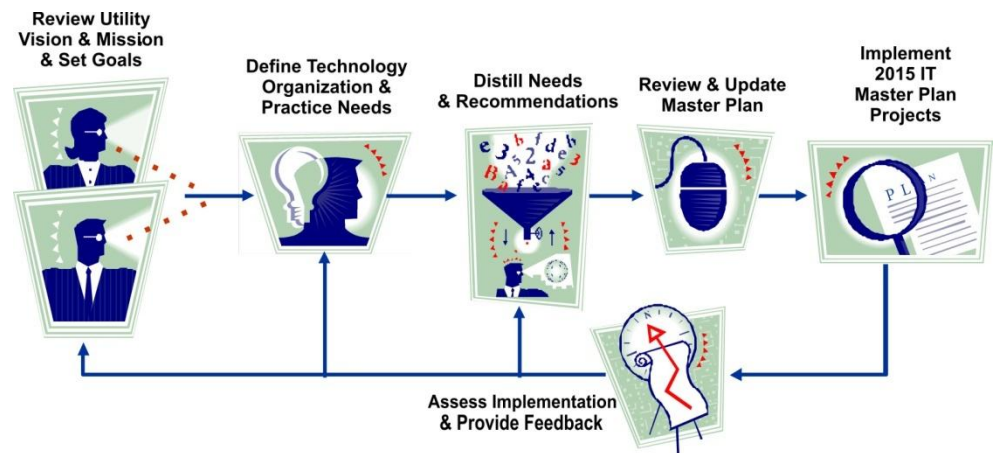 Review Utility
Vision & Mission
& Set Goals
Define Technology
Organization &
Practice Needs
Distill Needs
& Recommendations
Review & Update
Master Plan
Implement
2015 IT
Master Plan
Projects
PLAN
N
Assess Implementation
& Provide Feedback